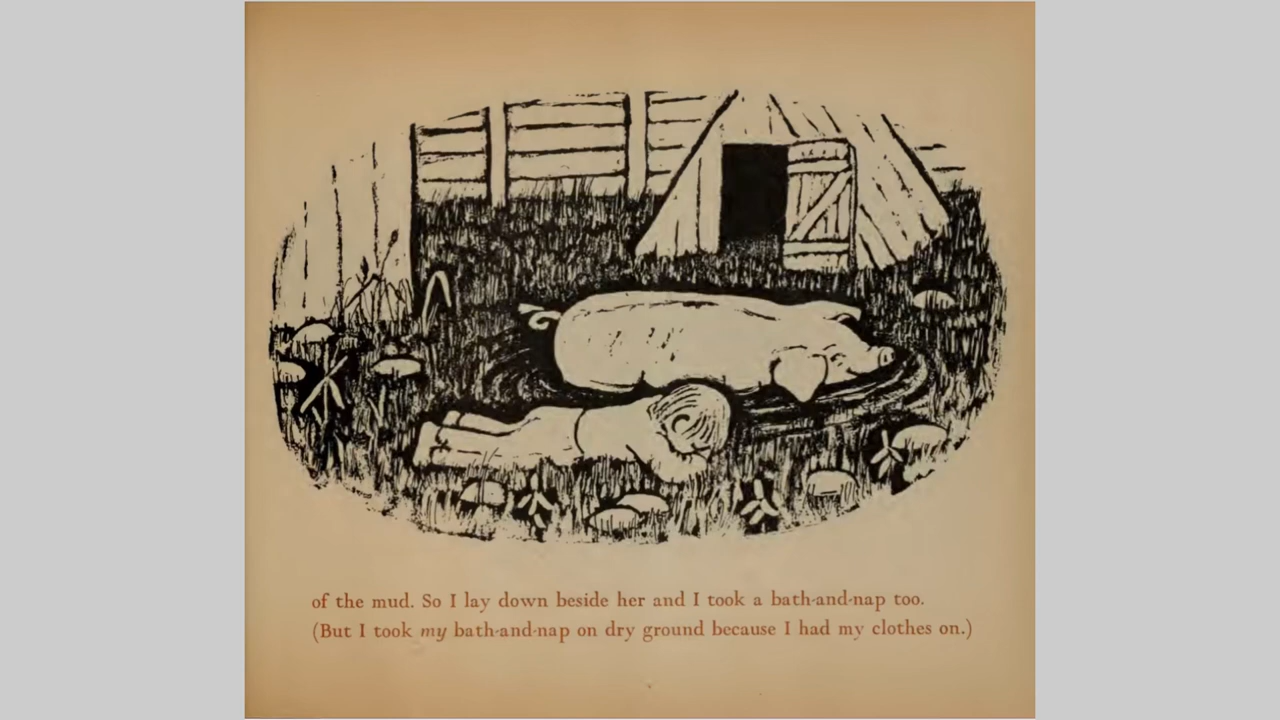 of the mud. So I lay down beside her and I took a bath-and-nap too.
(But I took my bath-and-nap on dry ground because I had my clothes on.)